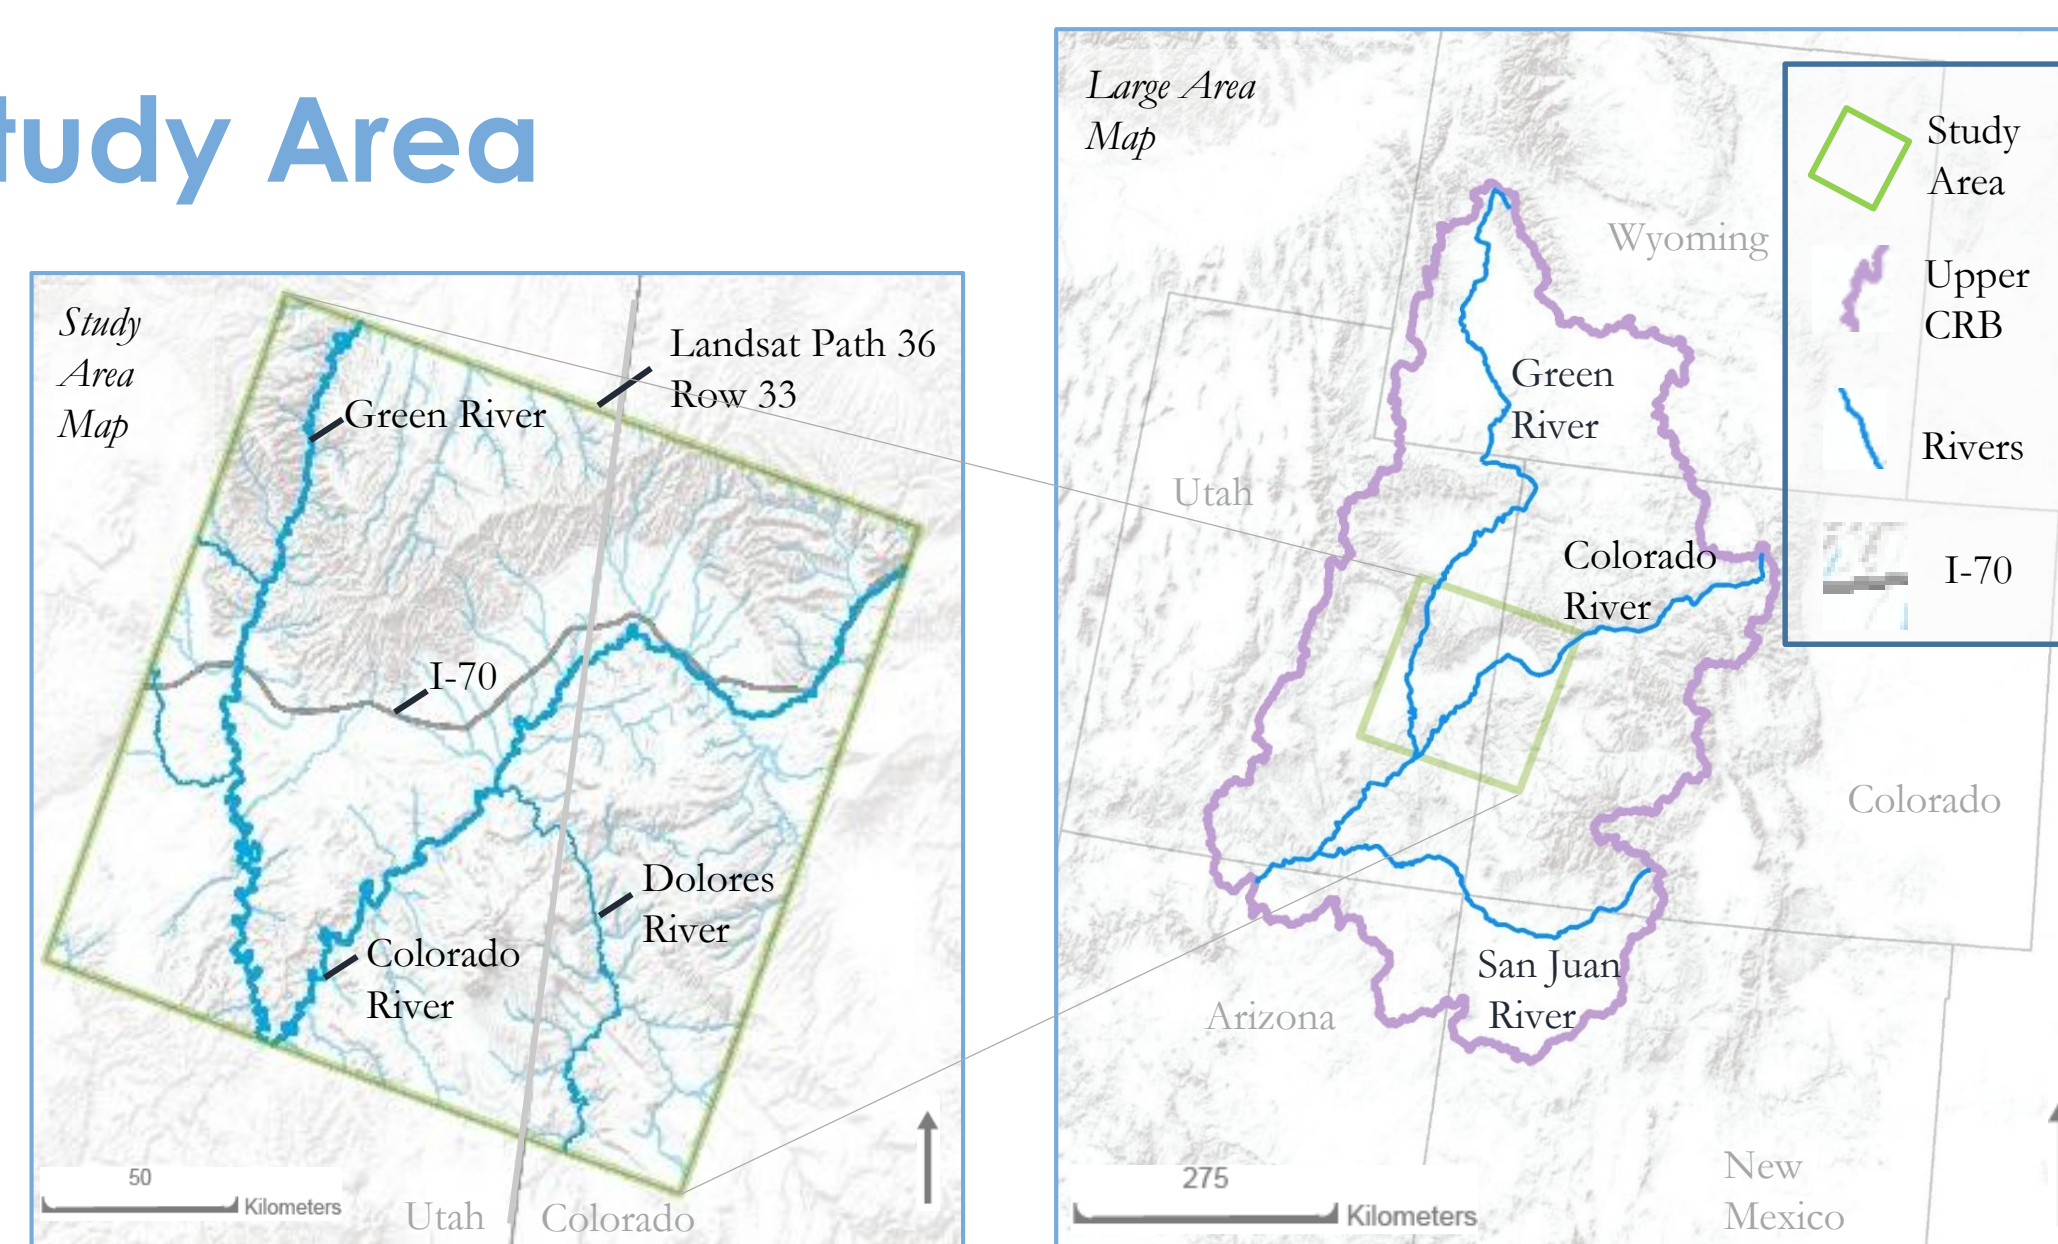 tudy Area
Study
Area
Map
Landsat Path 36
Row 33
Green River
I-70
Dolores
River
Colorado
River
50
Kilometers
Utah
Colorado
Large Area
Map
Wyoming
Green
River
Utah
Colorado
River
Colorado
San Juan
River
Arizona
New
Mexico
275
Kilometers
Study
Area
Upper
CRB
Rivers
I-70